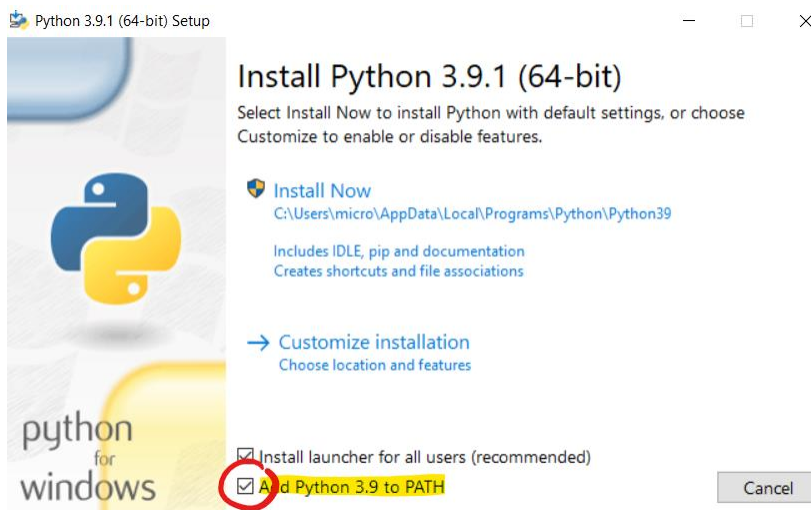 Python 3.9.1 (64-bit) Setup
Install Python 3.9.1 (64-bit)
Select Install Now to install Python with default settings, or choose
Customize to enable or disable features.
Install Now
C:\Users\micro\AppData\Local\Programs\Python\Python39
Includes IDLE, pip and documentation
Creates shortcuts and file associations
Customize installation
Choose location and features
python
for
windows
Install launcher for all users (recommended)
Add Python 3.9 to PATH
Cancel